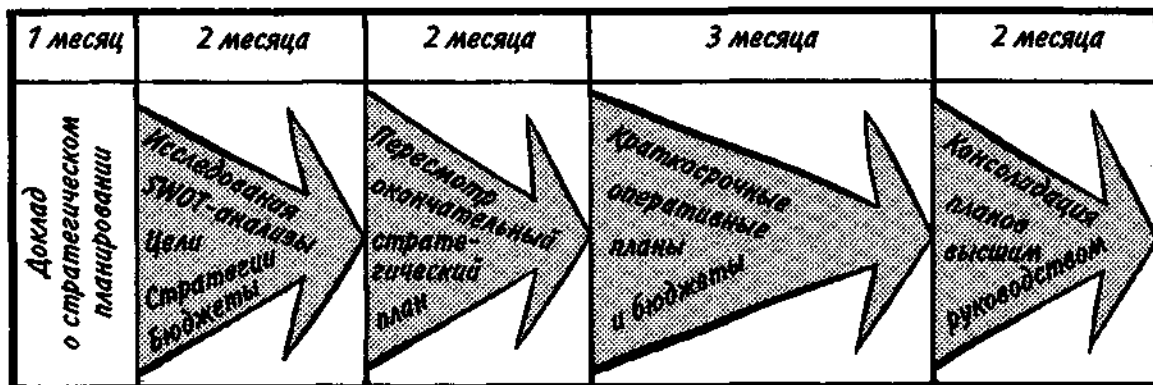 1 месяц
2 месяца
2 месяца
3 месяца
2 месяца
Доклад
о стратегическом
планировании
Исследования
SWOT-анализы
Цели
Стратегии
Бюджеты
Пересмотр
окончательный
страте-
гический
план
Краткосрочные
оперативные
планы
и бюджеты
Консолидация
планов
высшим
руководством